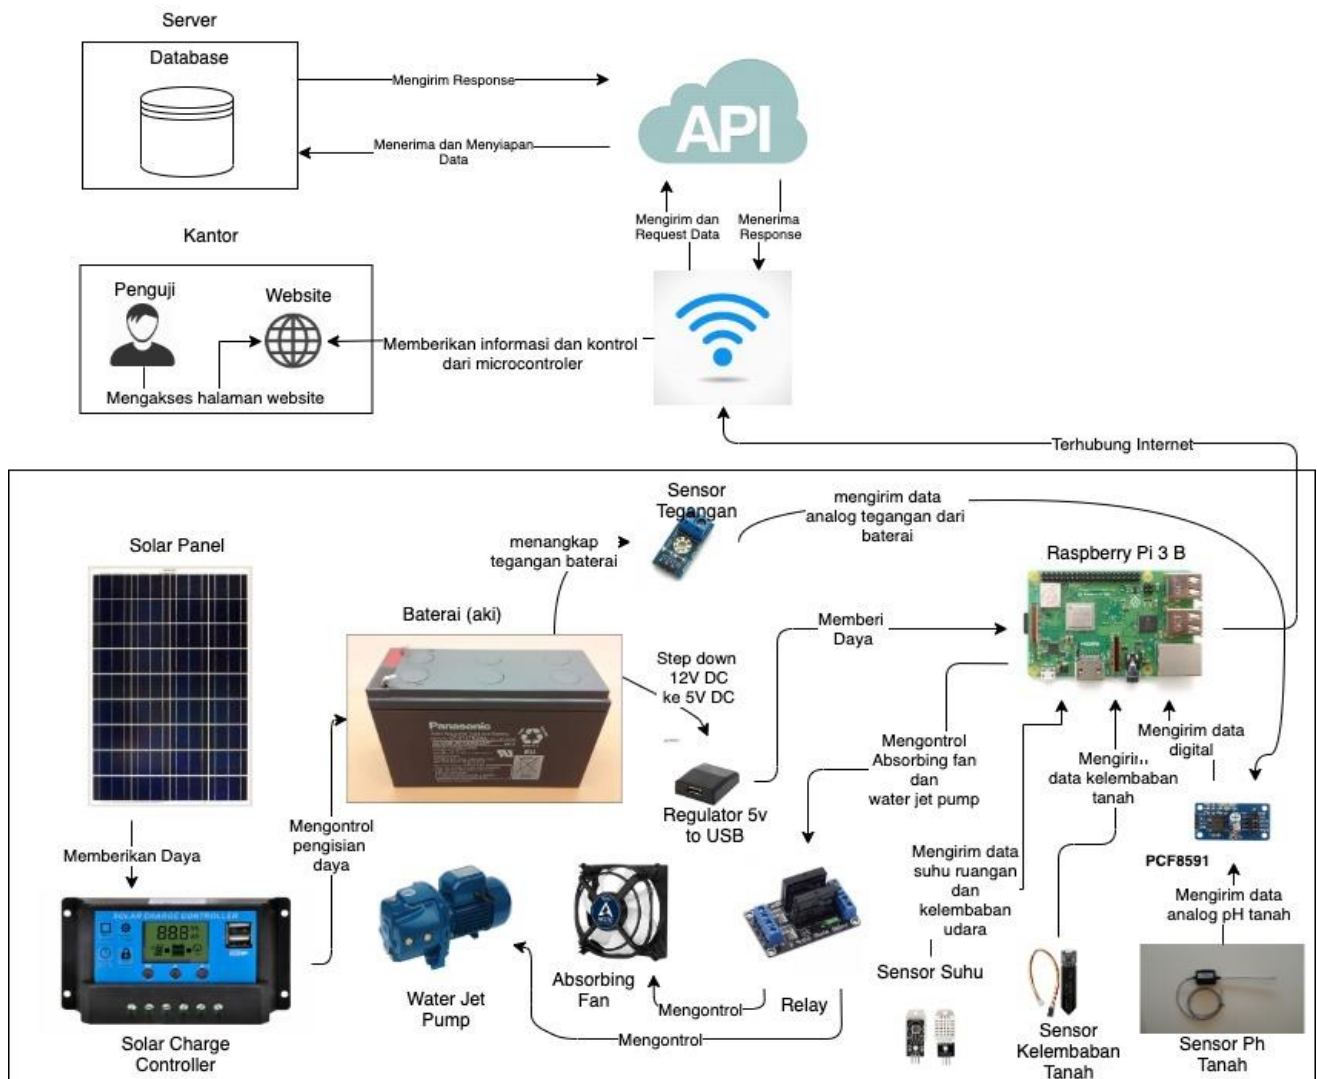 Server
Database
Mengirim Response
API
Menerima dan Menyiapan
Data
Mengirim dan
Request Data
Menerima
Response
Kantor
Penguji
Website
Memberikan informasi dan kontrol
dari microcontroler
Mengakses halaman website
Terhubung Internet
Sensor
Tegangan
mengirim data
analog tegangan dari
baterai
Solar Panel
menangkap
tegangan baterai
Raspberry Pi 3 B
Baterai (aki)
Memberi
Daya
Step down
12V DC
ke 5V DC
Panasonic
Mengontrol
Absorbing fan
dan
water jet pump
Mengirim data
digital
Mengirim
data kelembaban
tanah
Regulator 5v
to USB
Mengontrol
pengisian
daya
Memberikan Daya
PCF8591
Mengirim data
suhu ruangan
dan
kelembaban
udara
Mengirim data
analog pH tanah
SOLAR CHARGE CONTROLLER
Sensor Suhu
Absorbing
Fan
Water Jet
Pump
Mengontrol
Relay
Mengontrol
Solar Charge
Controller
Sensor
Kelembaban
Tanah
Sensor Ph
Tanah